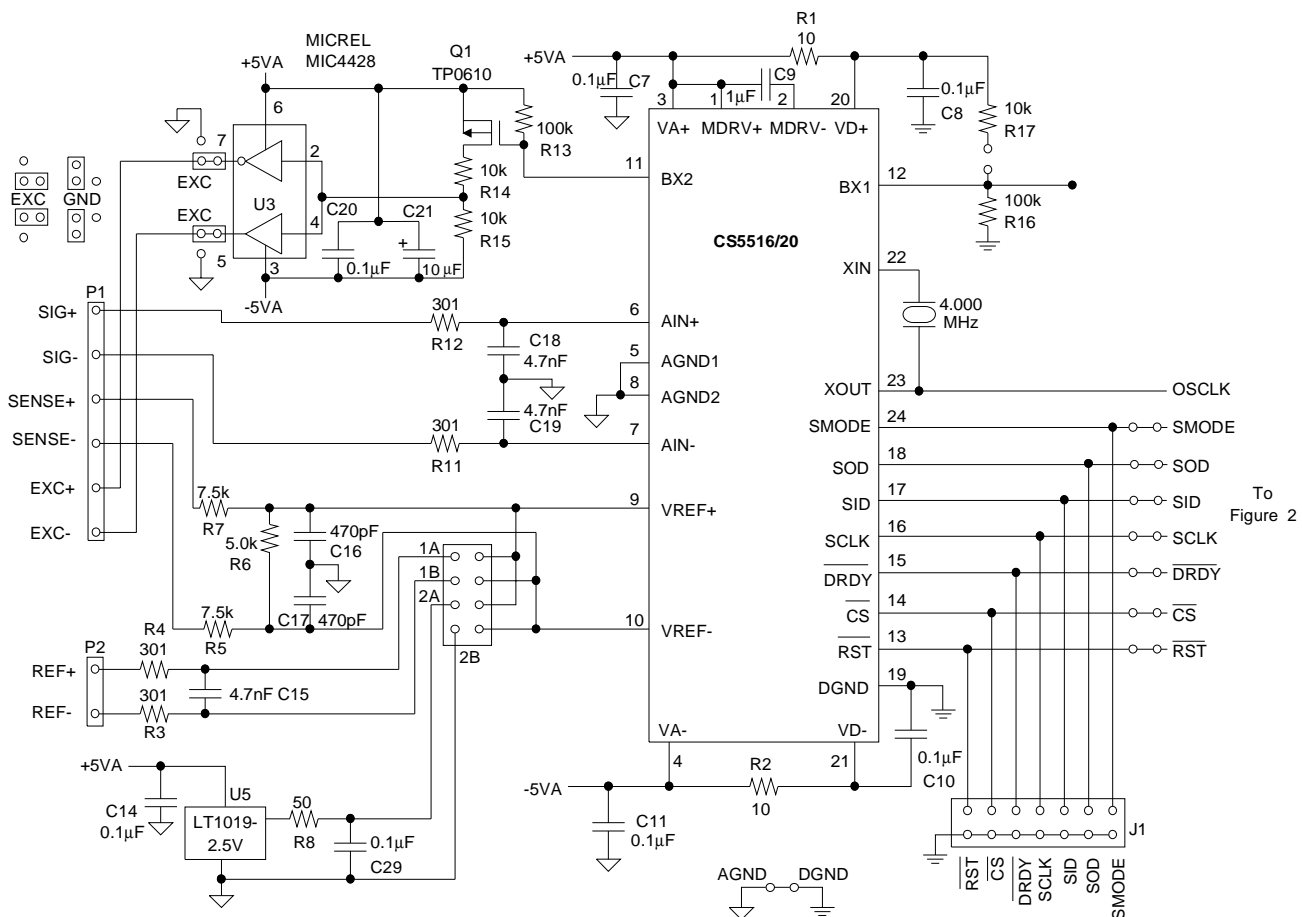 MICREL
MIC4428
Q1
TP0610
+5VA
6
7
2
EXC
U3
EXC
4
5
3
-5VA
EXC GND
100k
R13
10k
R14
10k
R15
C20
0.1µF
C21
+
10 µF
11
BX2
R1
10
+5VA
0.1µF C7
C9
1µF
3
1
2
20
VA+
MDRV+
MDRV-
VD+
0.1µF
C8
10k
R17
12
BX1
100k
R16
CS5516/20
22
XIN
4.000
MHz
23
XOUT
OSCLK
P1
SIG+
SIG-
SENSE+
SENSE-
EXC+
EXC-
301
R12
6
AIN+
C18
4.7nF
5
AGND1
8
AGND2
4.7nF
C19
301
R11
7
AIN-
24
SMODE
SMODE
18
SOD
SOD
17
SID
SID
16
SCLK
SCLK
15
DRDY
DRDY
14
CS
CS
13
RST
RST
To
Figure 2
7.5k
R7
9
VREF+
5.0k
R6
470pF
C16
1A
1B
2A
2B
7.5k
R5
C17 470pF
10
VREF-
P2
REF+
REF-
R4
301
301
R3
4.7nF C15
19
DGND
VA-
4
VD-
21
0.1µF
C10
-5VA
R2
10
C11
0.1µF
+5VA
C14
0.1µF
U5
LT1019-
2.5V
50
R8
0.1µF
C29
AGND DGND
J1
RST
CS
DRDY
SCLK
SID
SOD
SMODE